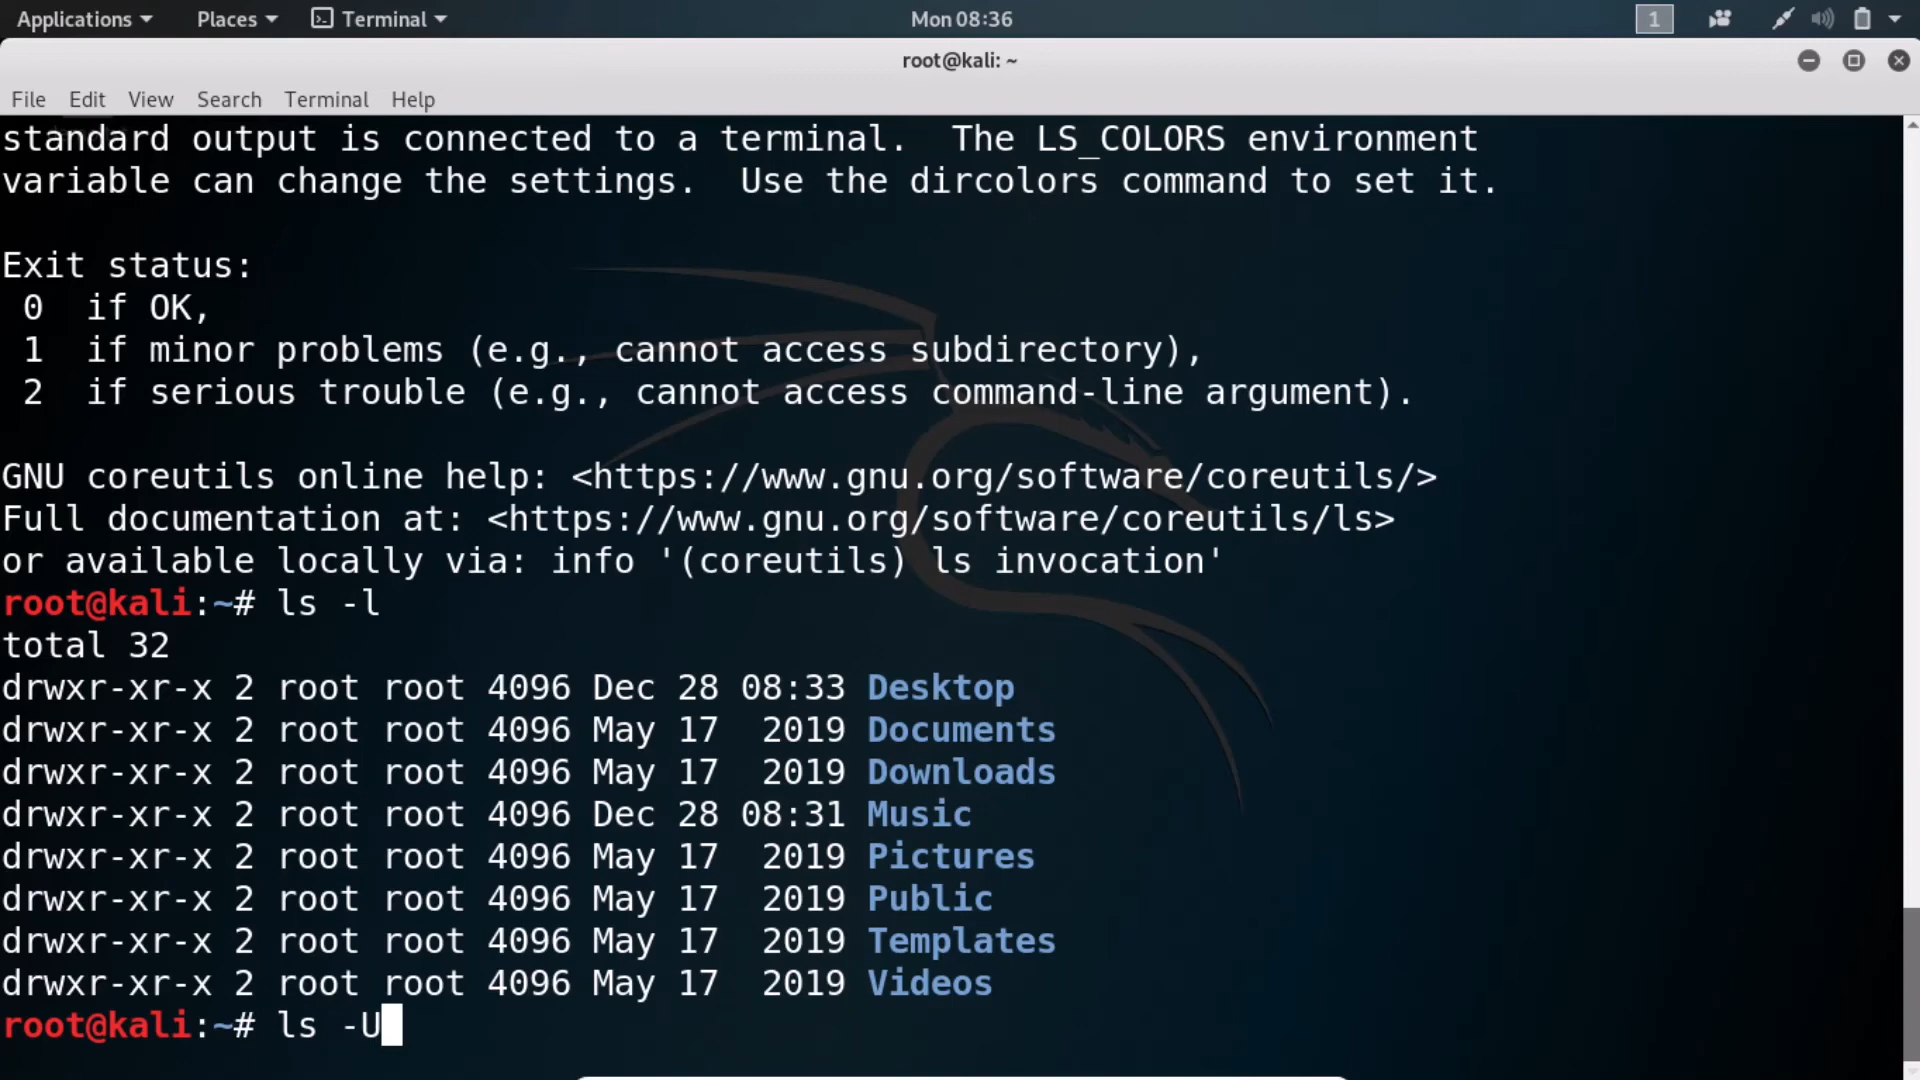 Applications Places Terminal Mon 08:36 1
root@kali: ~
File Edit View Search Terminal Help
standard output is connected to a terminal.  The LS_COLORS environment
variable can change the settings.  Use the dircolors command to set it.
Exit status:
 0  if OK,
 1  if minor problems (e.g., cannot access subdirectory),
 2  if serious trouble (e.g., cannot access command-line argument).
GNU coreutils online help: <https://www.gnu.org/software/coreutils/>
Full documentation at: <https://www.gnu.org/software/coreutils/ls>
or available locally via: info '(coreutils) ls invocation'
root@kali:~# ls -l
total 32
drwxr-xr-x 2 root root 4096 Dec 28 08:33 Desktop
drwxr-xr-x 2 root root 4096 May 17  2019 Documents
drwxr-xr-x 2 root root 4096 May 17  2019 Downloads
drwxr-xr-x 2 root root 4096 Dec 28 08:31 Music
drwxr-xr-x 2 root root 4096 May 17  2019 Pictures
drwxr-xr-x 2 root root 4096 May 17  2019 Public
drwxr-xr-x 2 root root 4096 May 17  2019 Templates
drwxr-xr-x 2 root root 4096 May 17  2019 Videos
root@kali:~# ls -U